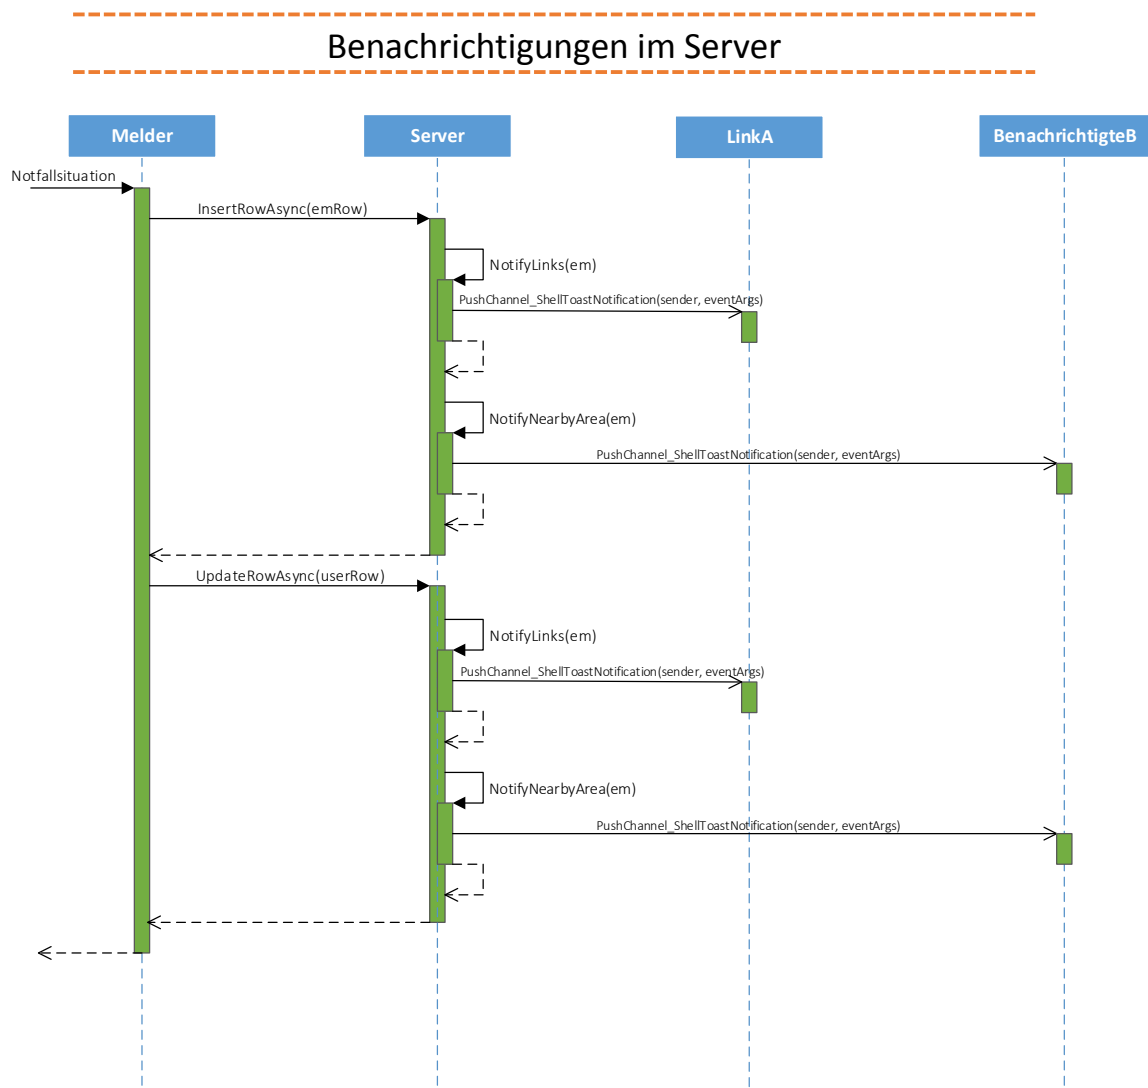 Benachrichtigungen im Server
Melder
Server
LinkA
BenachrichtigteB
Notfallsituation
InsertRowAsync(emRow)
NotifyLinks(em)
PushChannel_ShellToastNotification(sender, eventArgs)
NotifyNearbyArea(em)
PushChannel_ShellToastNotification(sender, eventArgs)
UpdateRowAsync(userRow)
NotifyLinks(em)
PushChannel_ShellToastNotification(sender, eventArgs)
NotifyNearbyArea(em)
PushChannel_ShellToastNotification(sender, eventArgs)